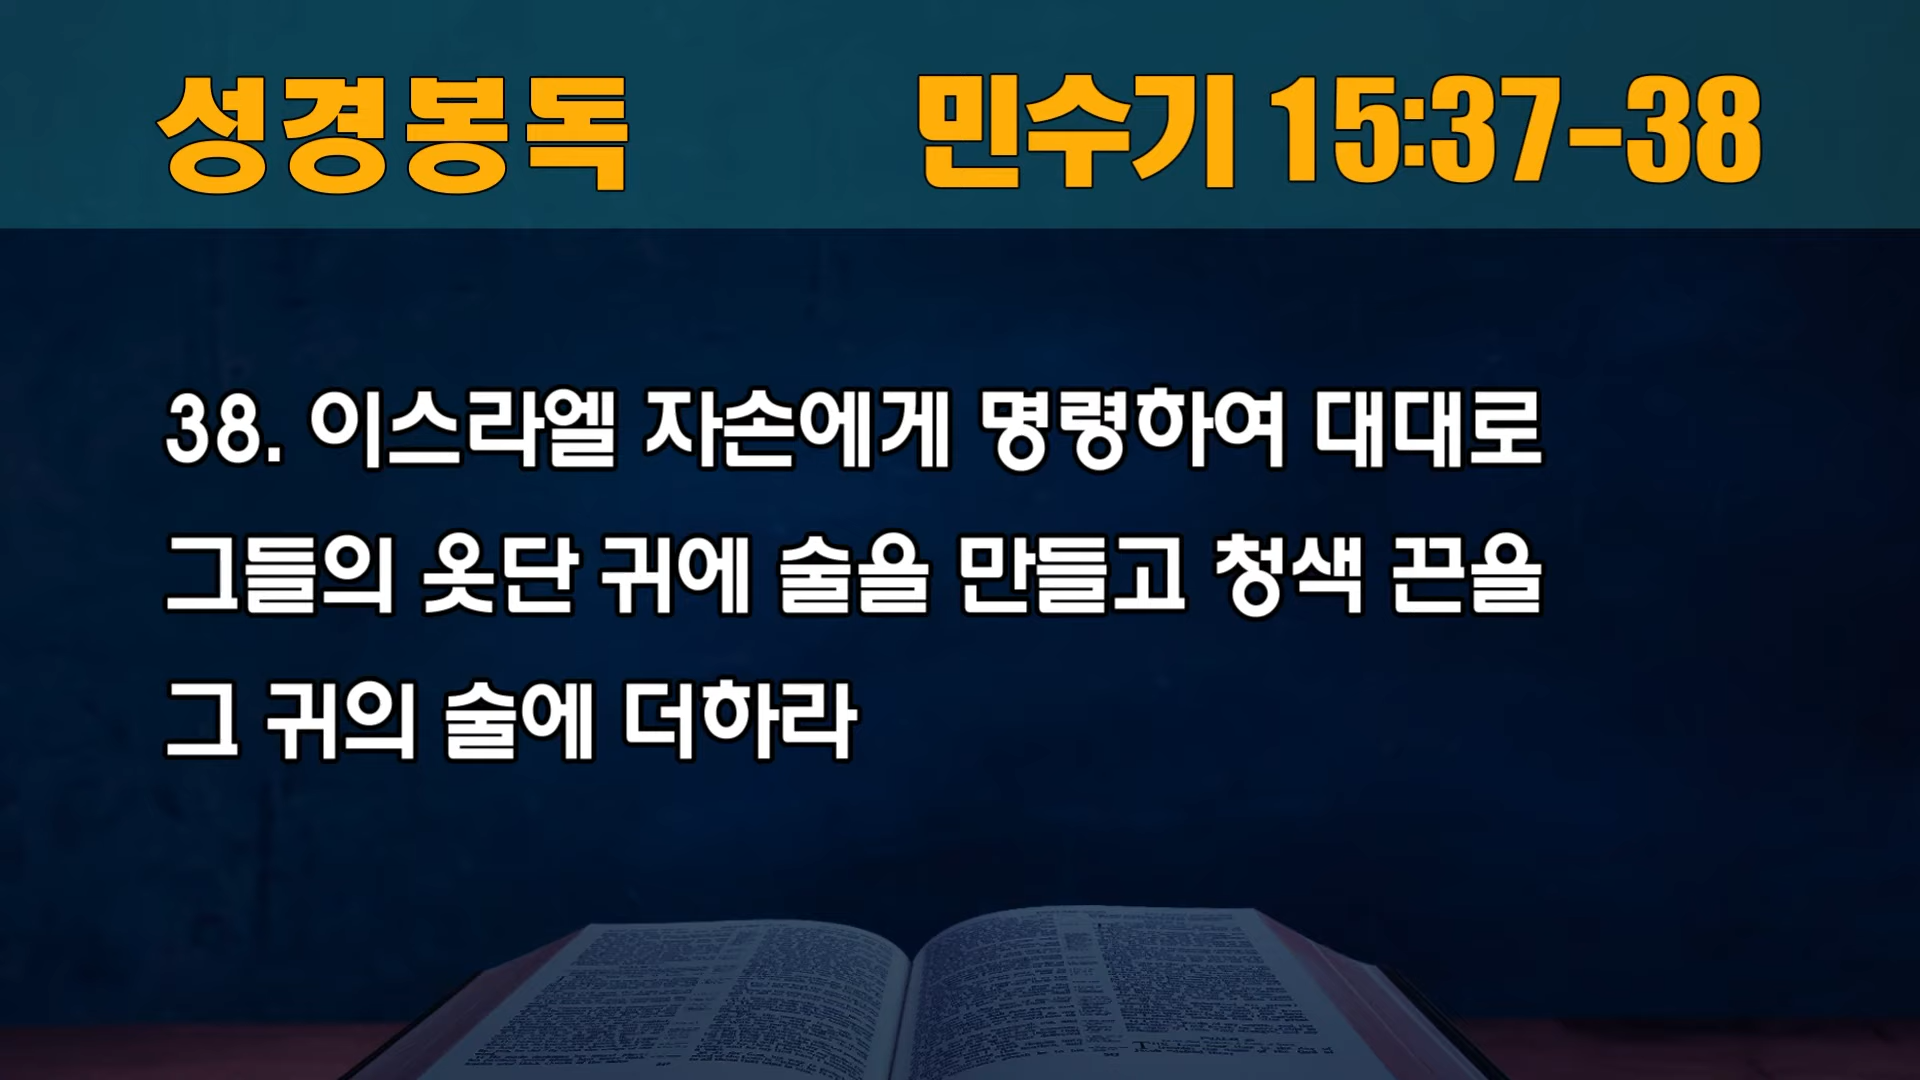 성경봉독 민수기 15:37-38
38. 이스라엘 자손에게 명령하여 대대로
그들의 옷단 귀에 술을 만들고 청색 끈을
그 귀의 술에 더하라